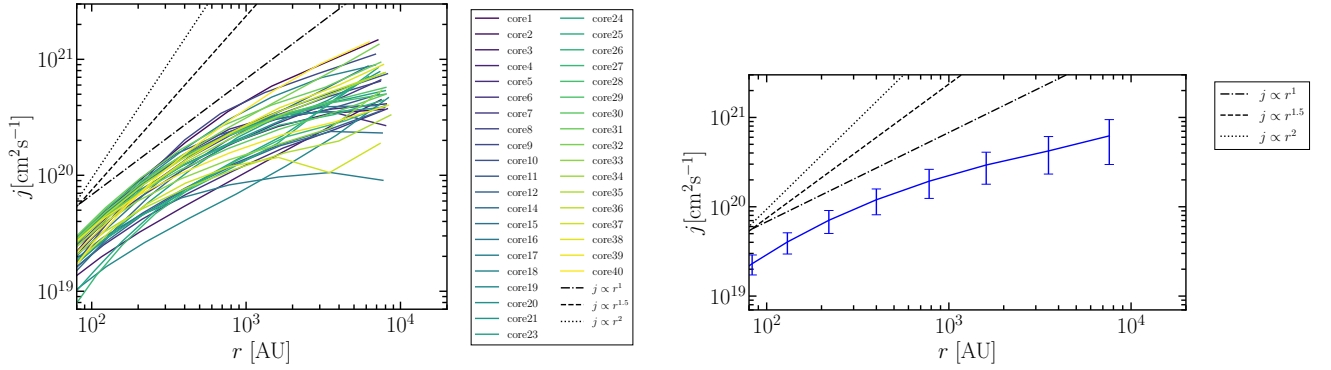 10^21
10^20
10^19
j[cm^2s^−1]
10^2
10^3
10^4
r [AU]
core1
core2
core3
core4
core5
core6
core7
core8
core9
core10
core11
core12
core14
core15
core16
core17
core18
core19
core20
core21
core23
core24
core25
core26
core27
core28
core29
core30
core31
core32
core33
core34
core35
core36
core37
core38
core39
core40
j ∝ r^1
j ∝ r^1.5
j ∝ r^2
10^21
10^20
10^19
j[cm^2s^−1]
10^2
10^3
10^4
r [AU]
j ∝ r^1
j ∝ r^1.5
j ∝ r^2